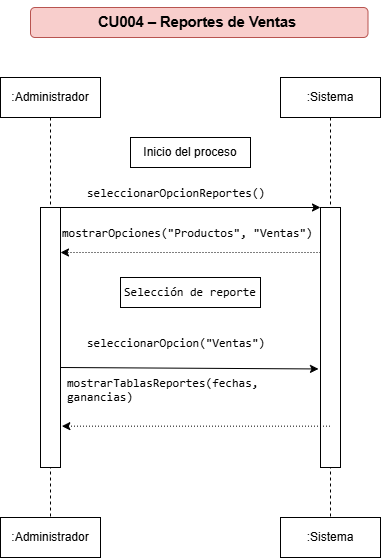 CU004 – Reportes de Ventas
:Administrador
:Sistema
Inicio del proceso
seleccionarOpcionReportes()
mostrarOpciones("Productos", "Ventas")
Selección de reporte
seleccionarOpcion("Ventas")
mostrarTablasReportes(fechas,
ganancias)
:Administrador
:Sistema